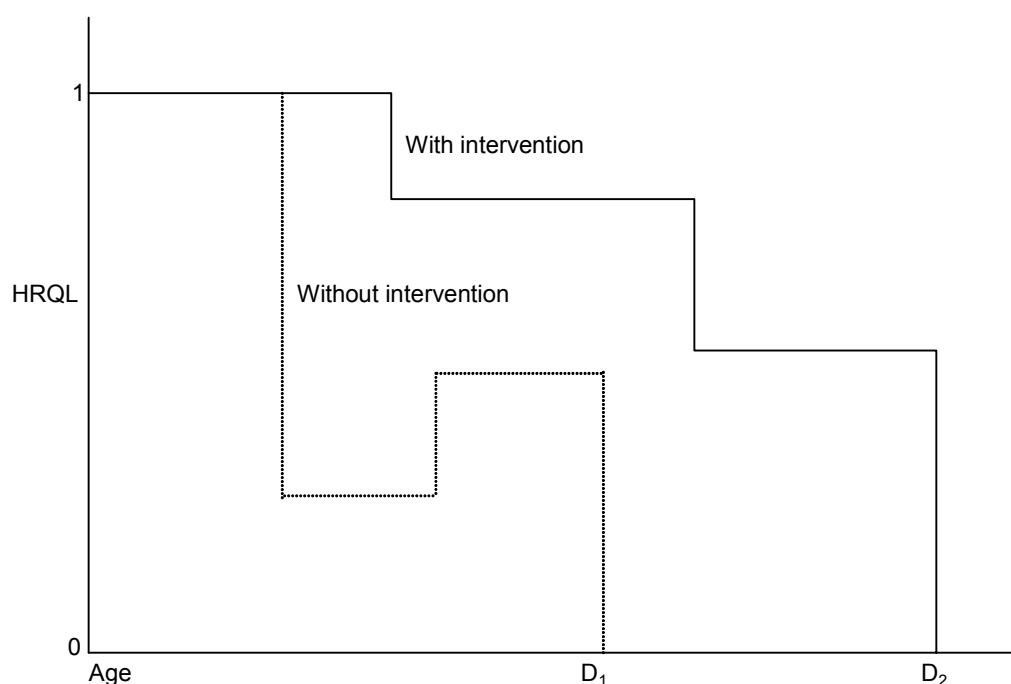 1
With intervention
HRQL
Without intervention
0
Age
D₁
D₂